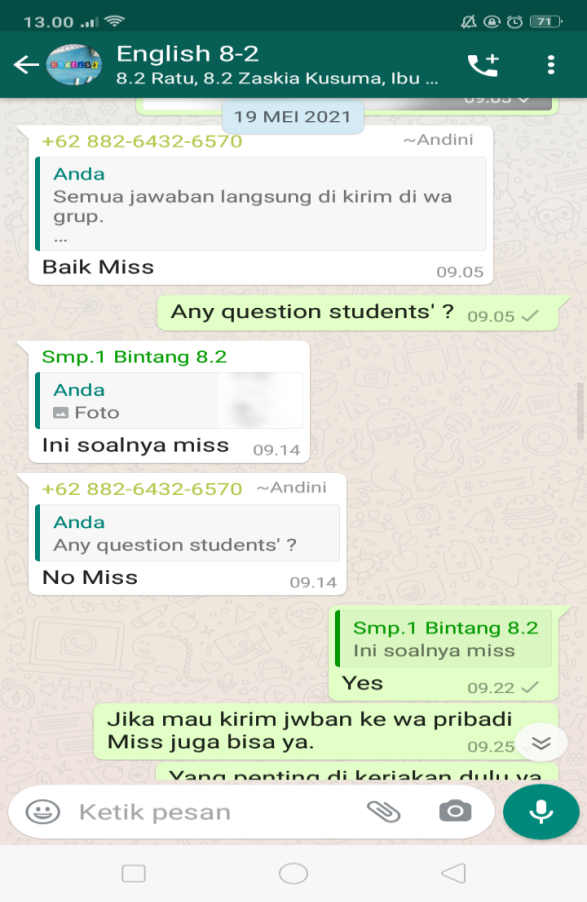 13.00
71
English 8-2
8.2 Ratu, 8.2 Zaskia Kusuma, Ibu ...
09.05
19 MEI 2021
+62 882-6432-6570 ~Andini
Anda
Semua jawaban langsung di kirim di wa
grup.
...
Baik Miss
09.05
Any question students' ? 09.05
Smp.1 Bintang 8.2
Anda
Foto
Ini soalnya miss 09.14
+62 882-6432-6570 ~Andini
Anda
Any question students' ?
No Miss 09.14
Smp.1 Bintang 8.2
Ini soalnya miss
Yes 09.22
Jika mau kirim jwban ke wa pribadi
Miss juga bisa ya. 09.25
Yang penting di kerjakan dulu ya
Ketik pesan